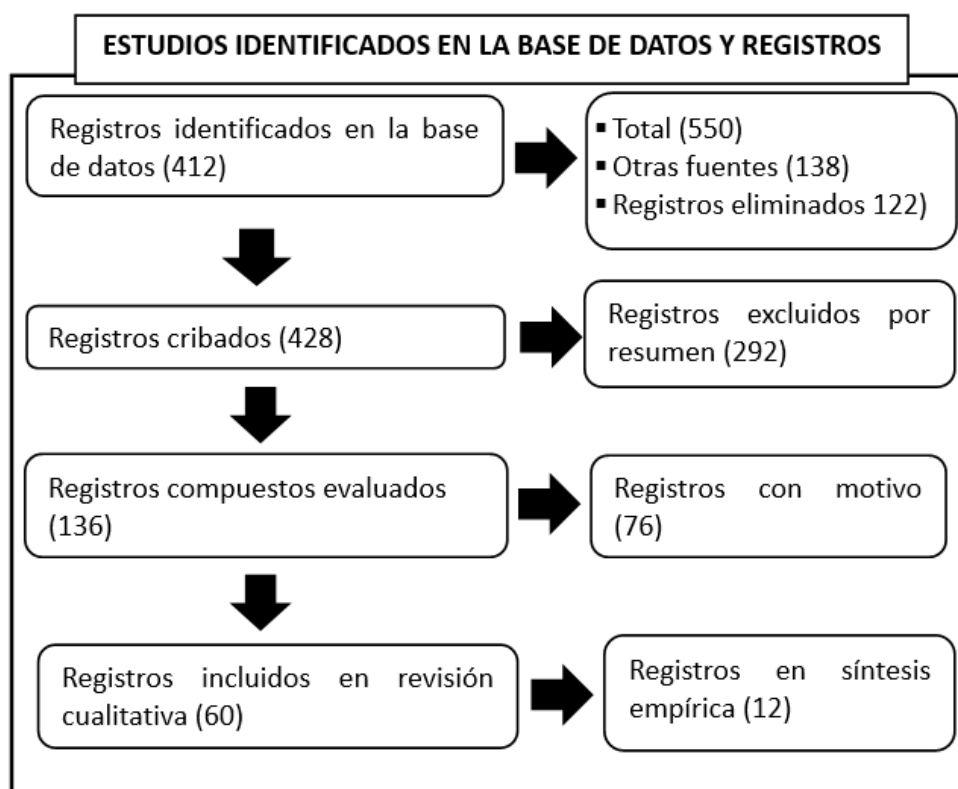 ESTUDIOS IDENTIFICADOS EN LA BASE DE DATOS Y REGISTROS
Registros identificados en la base
de datos (412)
▪ Total (550)
▪ Otras fuentes (138)
▪ Registros eliminados 122)
Registros cribados (428)
Registros excluidos por
resumen (292)
Registros compuestos evaluados
(136)
Registros con motivo
(76)
Registros incluidos en revisión
cualitativa (60)
Registros en síntesis
empírica (12)